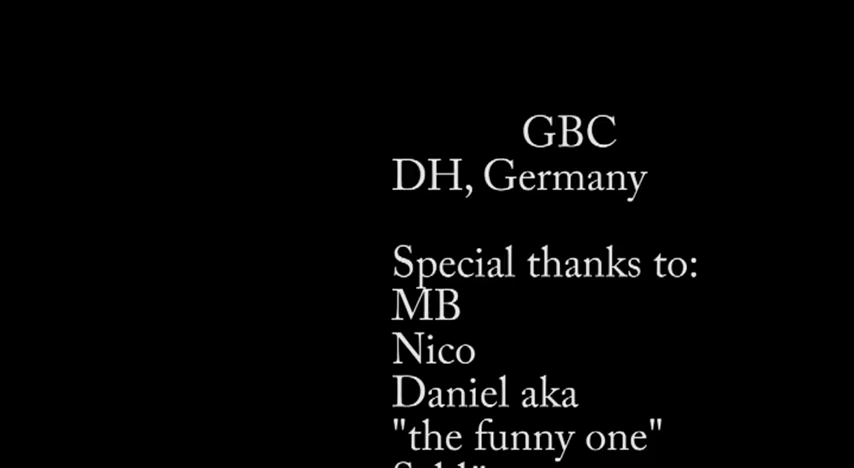 GBC
DH, Germany
Special thanks to:
MB
Nico
Daniel aka
"the funny one"